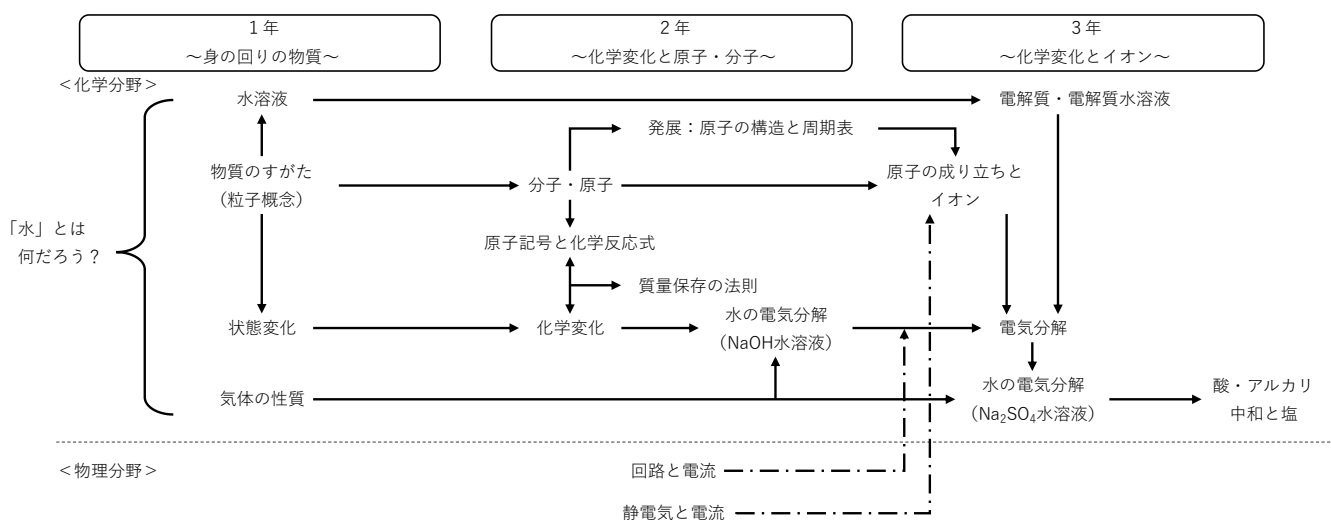 1年
～身の回りの物質～
2年
～化学変化と原子・分子～
3年
～化学変化とイオン～
＜化学分野＞
水溶液
電解質・電解質水溶液
発展：原子の構造と周期表
物質のすがた
（粒子概念）
分子・原子
原子の成り立ちと
イオン
「水」とは
何だろう？
原子記号と化学反応式
質量保存の法則
状態変化
化学変化
水の電気分解
（NaOH水溶液）
電気分解
気体の性質
水の電気分解
（Na₂SO₄水溶液）
酸・アルカリ
中和と塩
＜物理分野＞
回路と電流
静電気と電流